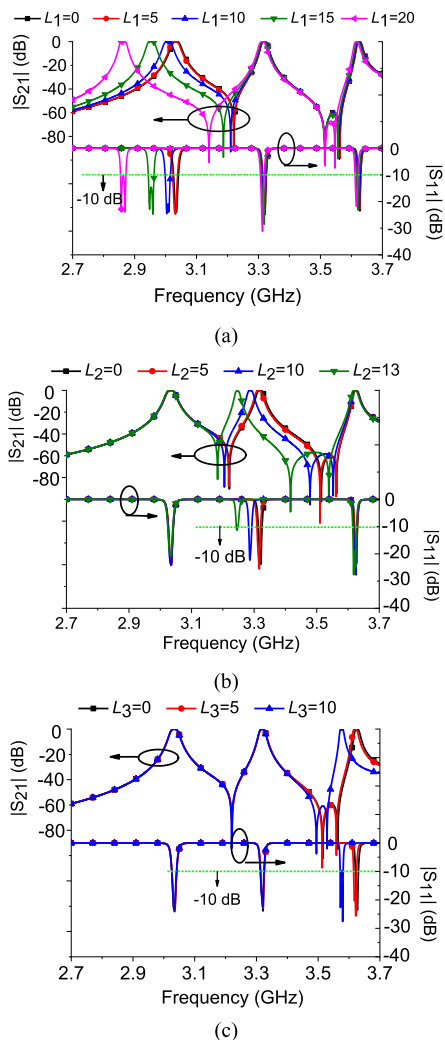 L1=0 L1=5 L1=10 L1=15 L1=20
|S21| (dB)
0
-20
-40
-60
-80
|S11| (dB)
0
-10
-20
-30
-40
-10 dB
2.7 2.9 3.1 3.3 3.5 3.7
Frequency (GHz)
(a)
L2=0 L2=5 L2=10 L2=13
|S21| (dB)
0
-20
-40
-60
-80
|S11| (dB)
0
-10
-20
-30
-40
-10 dB
2.7 2.9 3.1 3.3 3.5 3.7
Frequency (GHz)
(b)
L3=0 L3=5 L3=10
|S21| (dB)
0
-20
-40
-60
-80
|S11| (dB)
0
-10
-20
-30
-40
-10 dB
2.7 2.9 3.1 3.3 3.5 3.7
Frequency (GHz)
(c)